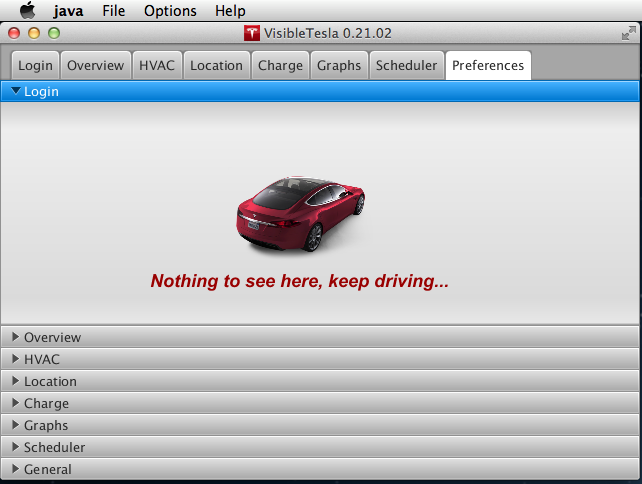 java File Options Help
VisibleTesla 0.21.02
Login Overview HVAC Location Charge Graphs Scheduler Preferences
Login
Nothing to see here, keep driving...
Overview
HVAC
Location
Charge
Graphs
Scheduler
General